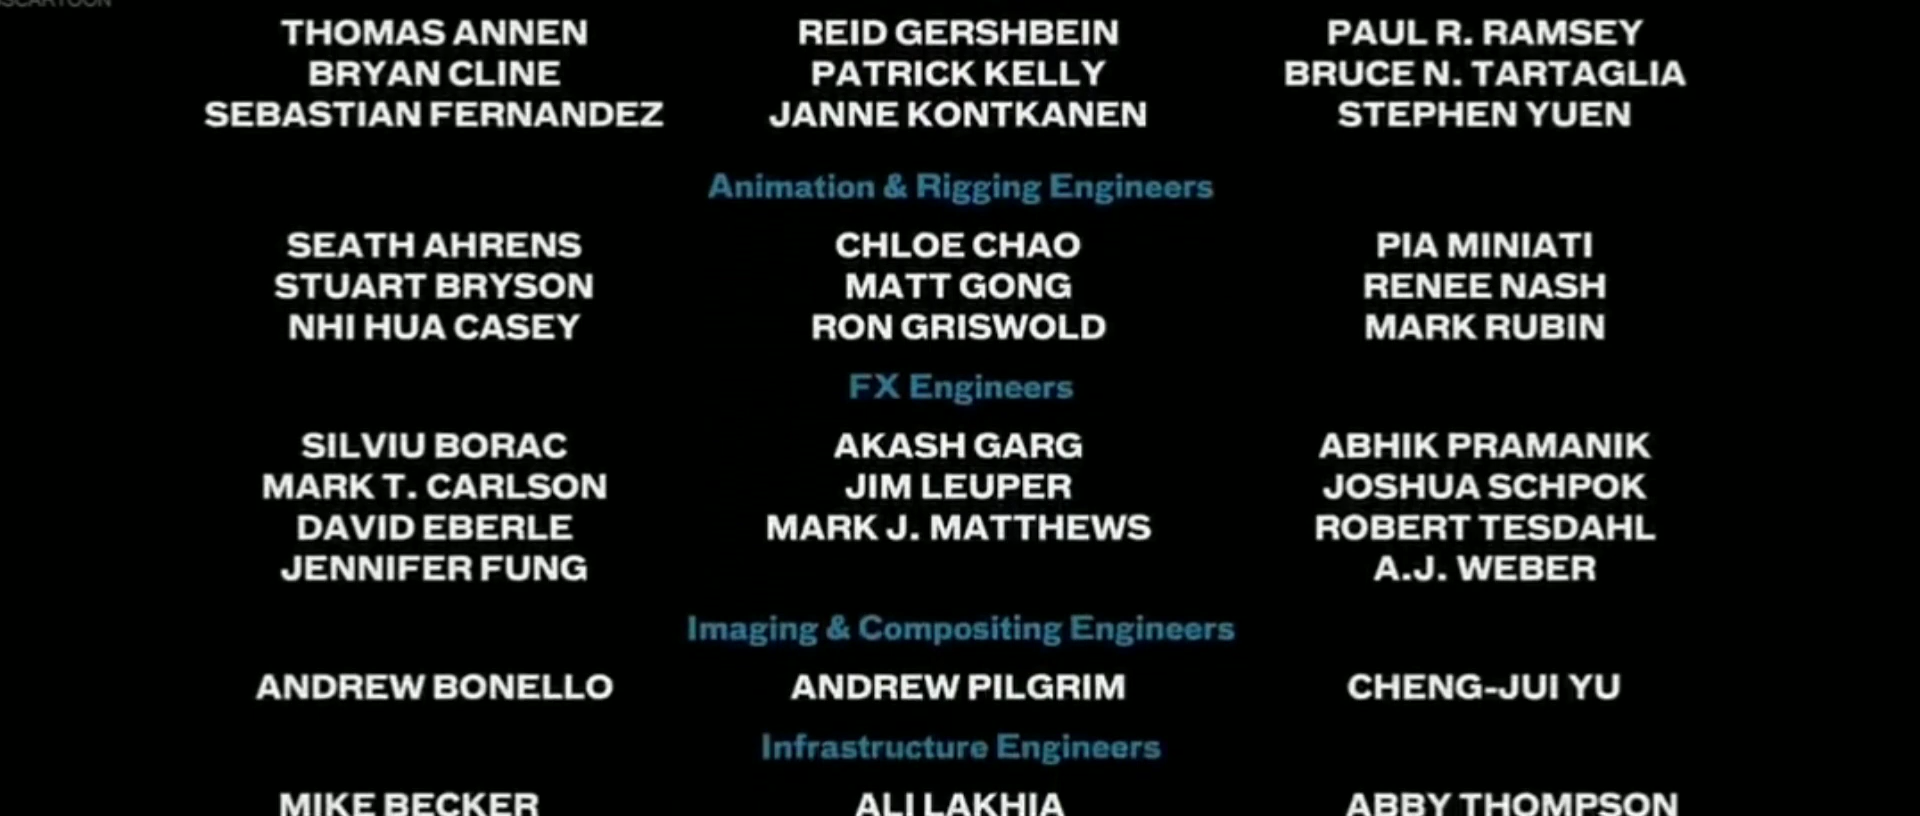 THOMAS ANNEN REID GERSHBEIN PAUL R. RAMSEY
BRYAN CLINE PATRICK KELLY BRUCE N. TARTAGLIA
SEBASTIAN FERNANDEZ JANNE KONTKANEN STEPHEN YUEN
Animation & Rigging Engineers
SEATH AHRENS CHLOE CHAO PIA MINIATI
STUART BRYSON MATT GONG RENEE NASH
NHI HUA CASEY RON GRISWOLD MARK RUBIN
FX Engineers
SILVIU BORAC AKASH GARG ABHIK PRAMANIK
MARK T. CARLSON JIM LEUPER JOSHUA SCHPOK
DAVID EBERLE MARK J. MATTHEWS ROBERT TESDAHL
JENNIFER FUNG A.J. WEBER
Imaging & Compositing Engineers
ANDREW BONELLO ANDREW PILGRIM CHENG-JUI YU
Infrastructure Engineers
MIKE BECKER ALI LAKHIA ABBY THOMPSON